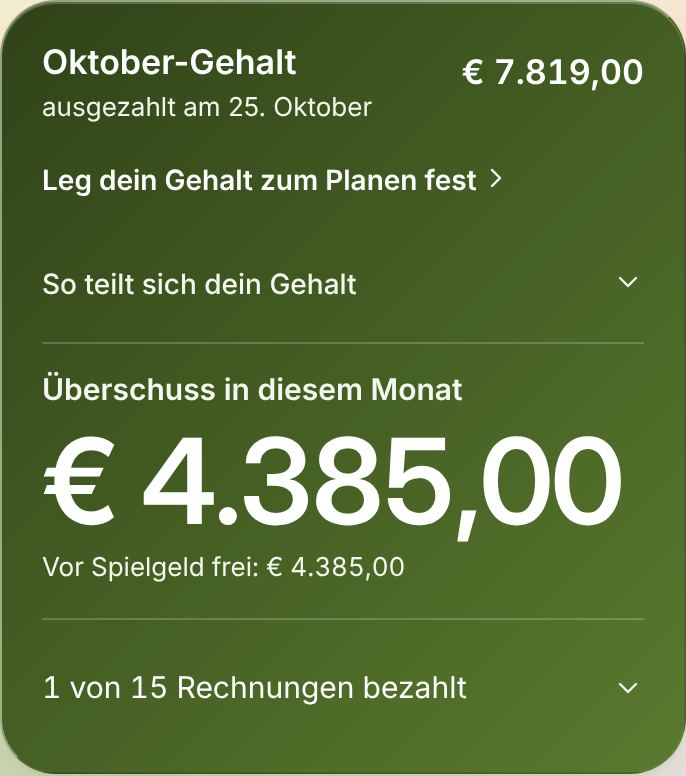 Oktober-Gehalt
€ 7.819,00
ausgezahlt am 25. Oktober
Leg dein Gehalt zum Planen fest
So teilt sich dein Gehalt
Überschuss in diesem Monat
€ 4.385,00
Vor Spielgeld frei: € 4.385,00
1 von 15 Rechnungen bezahlt